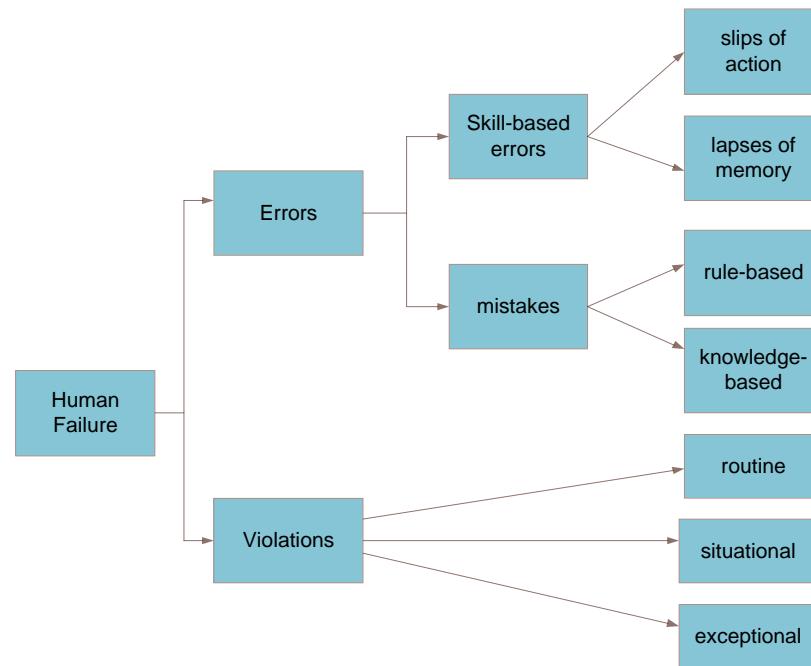 slips of
action
Skill-based
errors
lapses of
memory
Errors
rule-based
mistakes
knowledge-
based
Human
Failure
routine
Violations
situational
exceptional